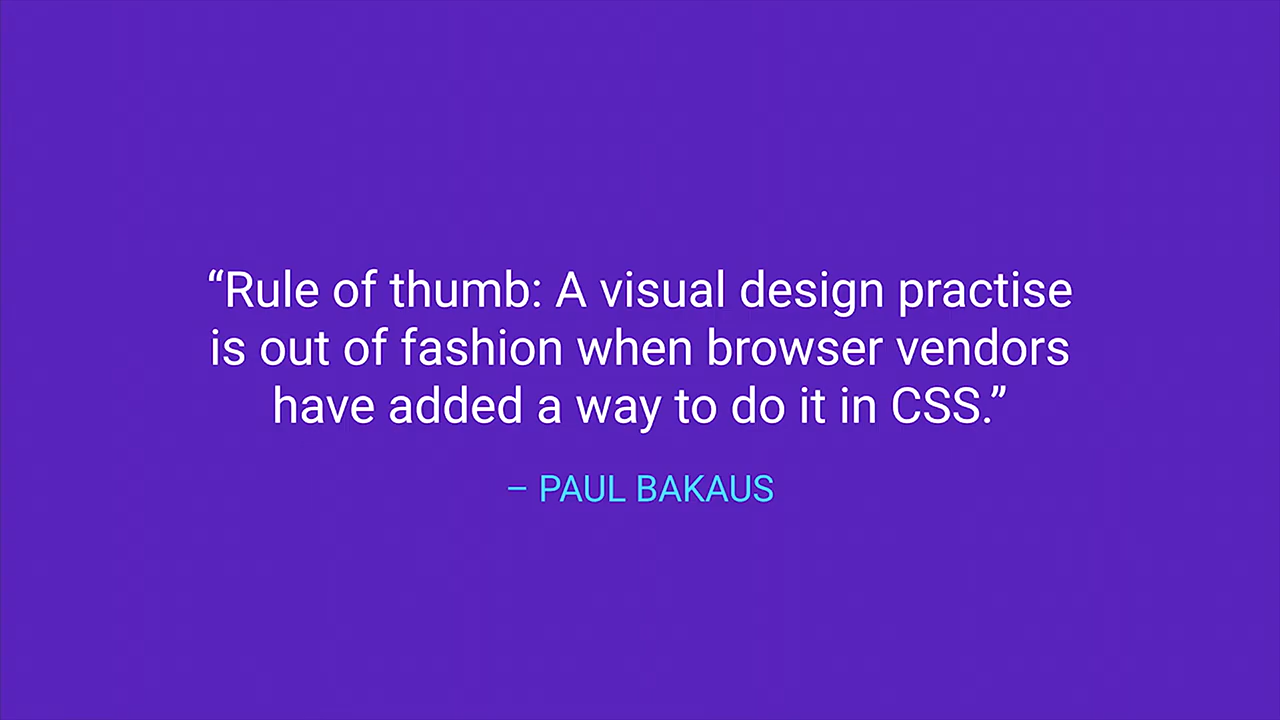 “Rule of thumb: A visual design practise
is out of fashion when browser vendors
have added a way to do it in CSS.”
– PAUL BAKAUS